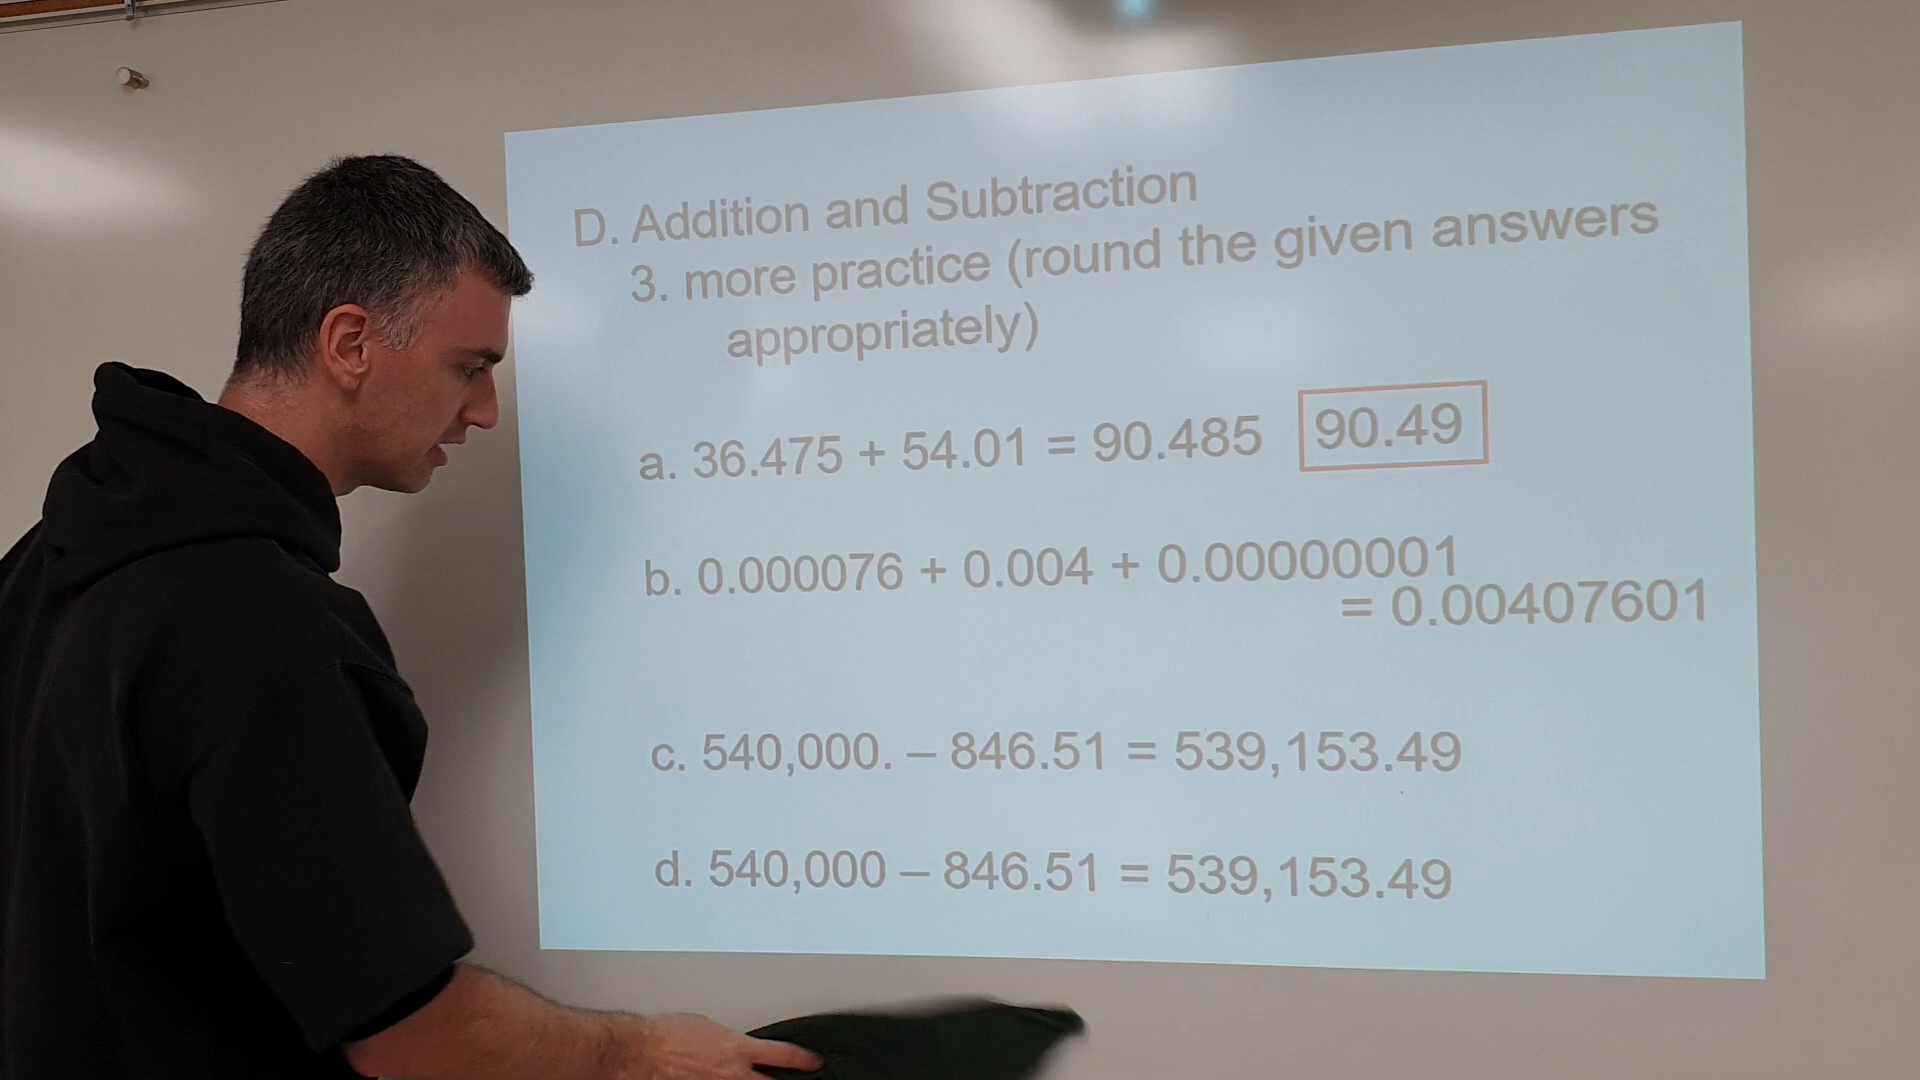 D. Addition and Subtraction
3. more practice (round the given answers
appropriately)
a. 36.475 + 54.01 = 90.485 90.49
b. 0.000076 + 0.004 + 0.00000001
= 0.00407601
c. 540,000. – 846.51 = 539,153.49
d. 540,000 – 846.51 = 539,153.49